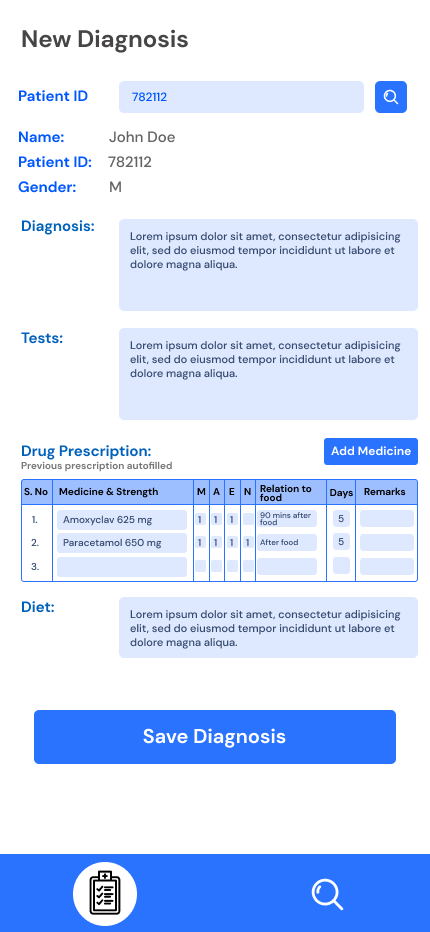 New Diagnosis
Patient ID 782112
Name: John Doe
Patient ID: 782112
Gender: M
Diagnosis: Lorem ipsum dolor sit amet, consectetur adipisicing
elit, sed do eiusmod tempor incididunt ut labore et
dolore magna aliqua.
Tests: Lorem ipsum dolor sit amet, consectetur adipisicing
elit, sed do eiusmod tempor incididunt ut labore et
dolore magna aliqua.
Drug Prescription: Add Medicine
Previous prescription autofilled
S. No Medicine & Strength M A E N Relation to
food Days Remarks
1. Amoxyclav 625 mg 1 1 1 90 mins after
food 5
2. Paracetamol 650 mg 1 1 1 1 After food 5
3.
Diet: Lorem ipsum dolor sit amet, consectetur adipisicing
elit, sed do eiusmod tempor incididunt ut labore et
dolore magna aliqua.
Save Diagnosis